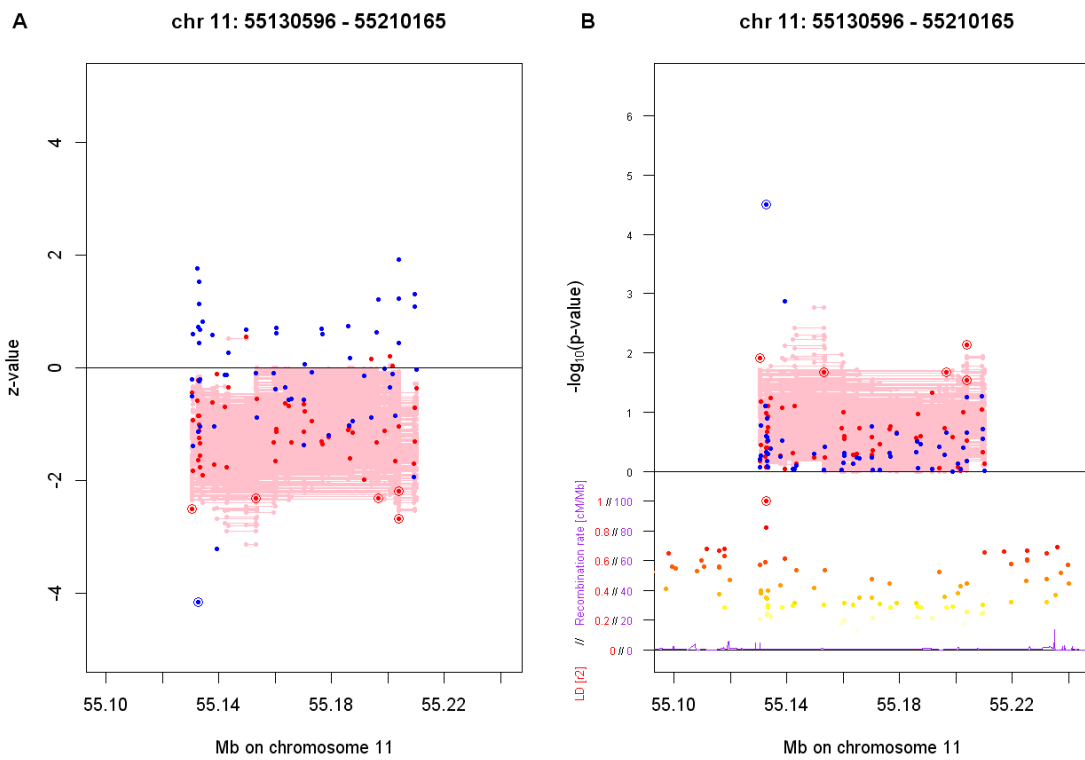 A
chr 11: 55130596 - 55210165
z-value
4
2
0
-2
-4
55.10
55.14
55.18
55.22
Mb on chromosome 11
B
chr 11: 55130596 - 55210165
-log10(p-value)
6
5
4
3
2
1
0
LD [r2] // Recombination rate [cM/Mb]
1 // 100
0.8 // 80
0.6 // 60
0.4 // 40
0.2 // 20
0 // 0
55.10
55.14
55.18
55.22
Mb on chromosome 11